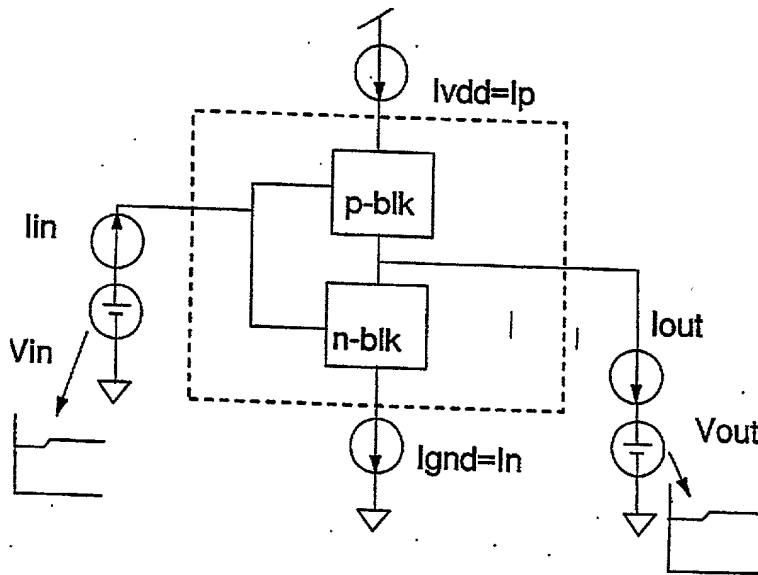 Ivdd=Ip
p-blk
Iin
n-blk
Vin
Iout
Ignd=In
Vout